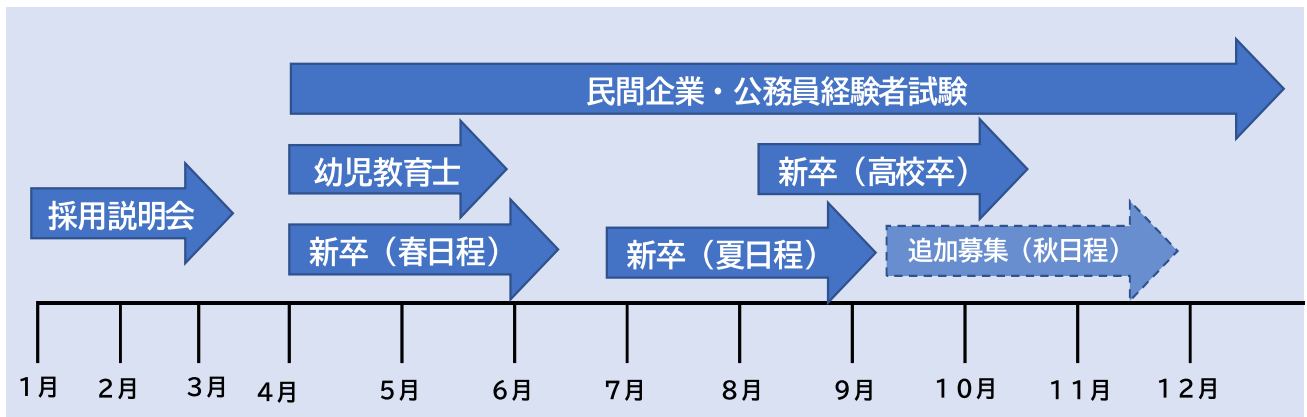 民間企業・公務員経験者試験
幼児教育士
新卒（高校卒）
採用説明会
新卒（春日程）
新卒（夏日程）
追加募集（秋日程）
1月
2月
3月
4月
5月
6月
7月
8月
9月
10月
11月
12月